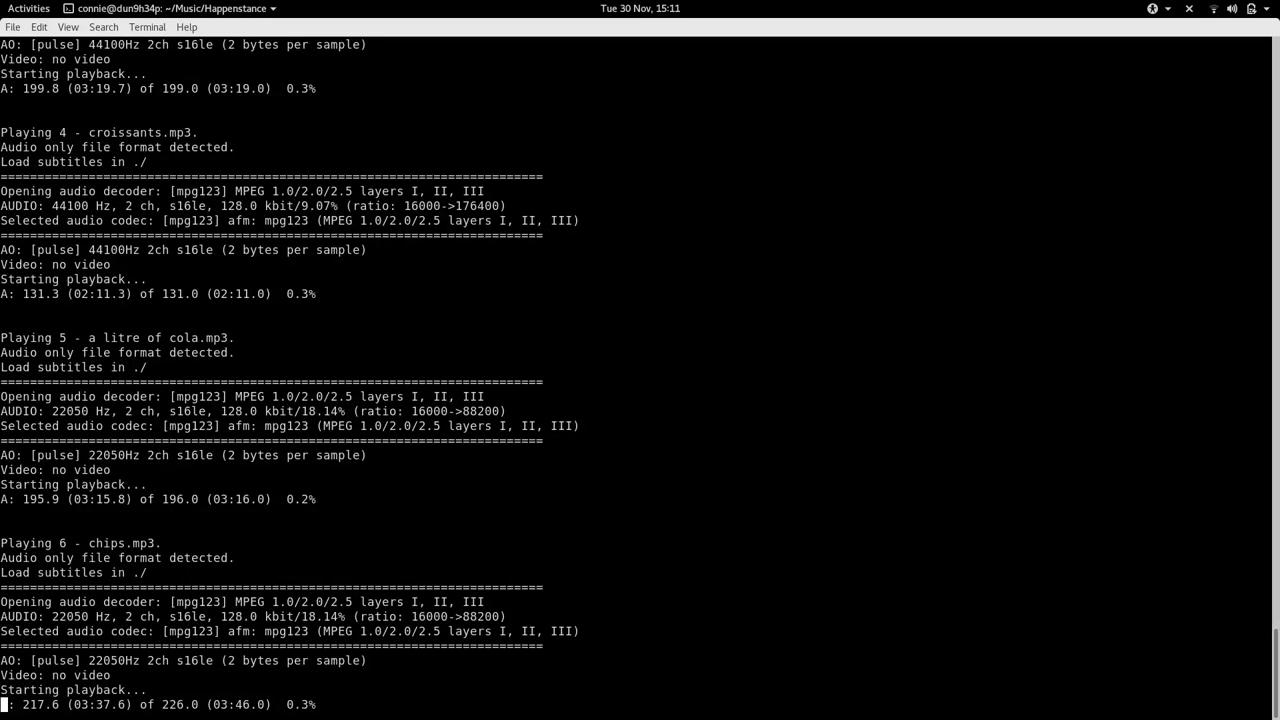 Activities connie@dun9h34p: ~/Music/Happenstance Tue 30 Nov, 15:11
File Edit View Search Terminal Help
AO: [pulse] 44100Hz 2ch s16le (2 bytes per sample)
Video: no video
Starting playback...
A: 199.8 (03:19.7) of 199.0 (03:19.0)  0.3%
Playing 4 - croissants.mp3.
Audio only file format detected.
Load subtitles in ./
==========================================================================
Opening audio decoder: [mpg123] MPEG 1.0/2.0/2.5 layers I, II, III
AUDIO: 44100 Hz, 2 ch, s16le, 128.0 kbit/9.07% (ratio: 16000->176400)
Selected audio codec: [mpg123] afm: mpg123 (MPEG 1.0/2.0/2.5 layers I, II, III)
==========================================================================
AO: [pulse] 44100Hz 2ch s16le (2 bytes per sample)
Video: no video
Starting playback...
A: 131.3 (02:11.3) of 131.0 (02:11.0)  0.3%
Playing 5 - a litre of cola.mp3.
Audio only file format detected.
Load subtitles in ./
==========================================================================
Opening audio decoder: [mpg123] MPEG 1.0/2.0/2.5 layers I, II, III
AUDIO: 22050 Hz, 2 ch, s16le, 128.0 kbit/18.14% (ratio: 16000->88200)
Selected audio codec: [mpg123] afm: mpg123 (MPEG 1.0/2.0/2.5 layers I, II, III)
==========================================================================
AO: [pulse] 22050Hz 2ch s16le (2 bytes per sample)
Video: no video
Starting playback...
A: 195.9 (03:15.8) of 196.0 (03:16.0)  0.2%
Playing 6 - chips.mp3.
Audio only file format detected.
Load subtitles in ./
==========================================================================
Opening audio decoder: [mpg123] MPEG 1.0/2.0/2.5 layers I, II, III
AUDIO: 22050 Hz, 2 ch, s16le, 128.0 kbit/18.14% (ratio: 16000->88200)
Selected audio codec: [mpg123] afm: mpg123 (MPEG 1.0/2.0/2.5 layers I, II, III)
==========================================================================
AO: [pulse] 22050Hz 2ch s16le (2 bytes per sample)
Video: no video
Starting playback...
: 217.6 (03:37.6) of 226.0 (03:46.0)  0.3%